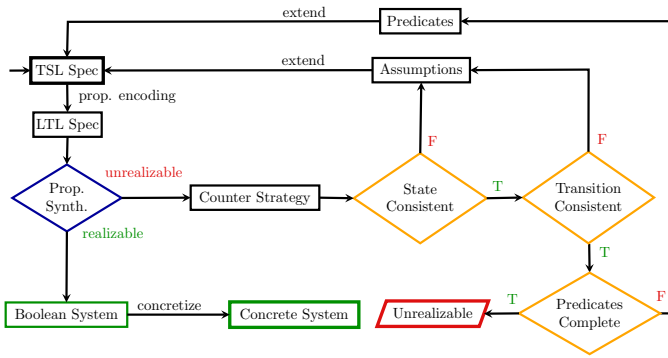 extend
Predicates
TSL Spec
extend
Assumptions
prop. encoding
LTL Spec
F
F
unrealizable
Prop.
Synth.
Counter Strategy
State
Consistent
T
Transition
Consistent
realizable
T
Boolean System
concretize
Concrete System
Unrealizable
T
Predicates
Complete
F